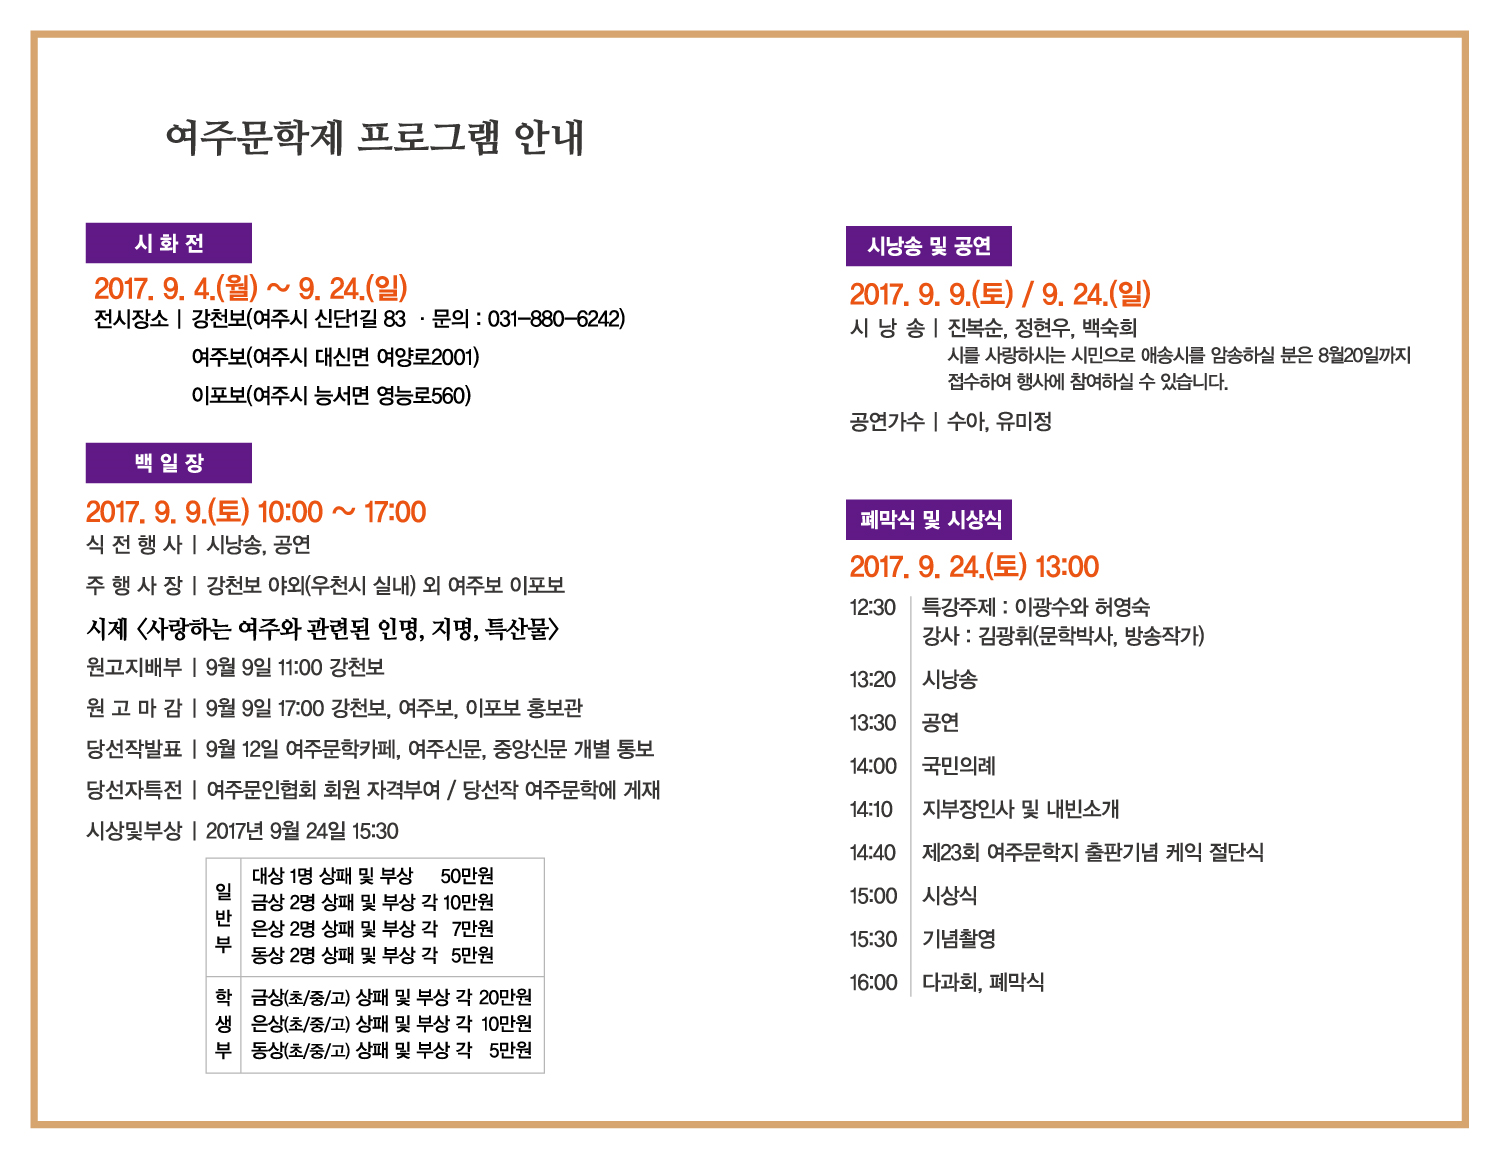 여주문학제 프로그램 안내
시 화 전
2017. 9. 4.(월) ~ 9. 24.(일)
전시장소 | 강천보(여주시 신단1길 83 · 문의 : 031-880-6242)
여주보(여주시 대신면 여양로2001)
이포보(여주시 능서면 영능로560)
백 일 장
2017. 9. 9.(토) 10:00 ~ 17:00
식 전 행 사 | 시낭송, 공연
주 행 사 장 | 강천보 야외(우천시 실내) 외 여주보 이포보
시제 <사랑하는 여주와 관련된 인명, 지명, 특산물>
원고지배부 | 9월 9일 11:00 강천보
원 고 마 감 | 9월 9일 17:00 강천보, 여주보, 이포보 홍보관
당선작발표 | 9월 12일 여주문학카페, 여주신문, 중앙신문 개별 통보
당선자특전 | 여주문인협회 회원 자격부여 / 당선작 여주문학에 게재
시상및부상 | 2017년 9월 24일 15:30
일반부
대상 1명 상패 및 부상 50만원
금상 2명 상패 및 부상 각 10만원
은상 2명 상패 및 부상 각 7만원
동상 2명 상패 및 부상 각 5만원
학생부
금상(초/중/고) 상패 및 부상 각 20만원
은상(초/중/고) 상패 및 부상 각 10만원
동상(초/중/고) 상패 및 부상 각 5만원
시낭송 및 공연
2017. 9. 9.(토) / 9. 24.(일)
시 낭 송 | 진복순, 정현우, 백숙희
시를 사랑하시는 시민으로 애송시를 암송하실 분은 8월20일까지
접수하여 행사에 참여하실 수 있습니다.
공연가수 | 수아, 유미정
폐막식 및 시상식
2017. 9. 24.(토) 13:00
12:30 특강주제 : 이광수와 허영숙
강사 : 김광휘(문학박사, 방송작가)
13:20 시낭송
13:30 공연
14:00 국민의례
14:10 지부장인사 및 내빈소개
14:40 제23회 여주문학지 출판기념 케익 절단식
15:00 시상식
15:30 기념촬영
16:00 다과회, 폐막식